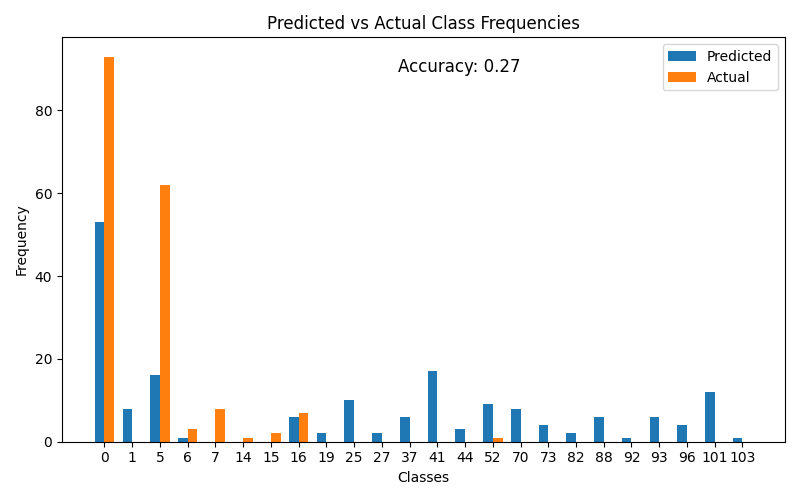 Predicted vs Actual Class Frequencies
Accuracy: 0.27
Predicted
Actual
Frequency
80
60
40
20
0
0 1 5 6 7 14 15 16 19 25 27 37 41 44 52 70 73 82 88 92 93 96 101 103
Classes